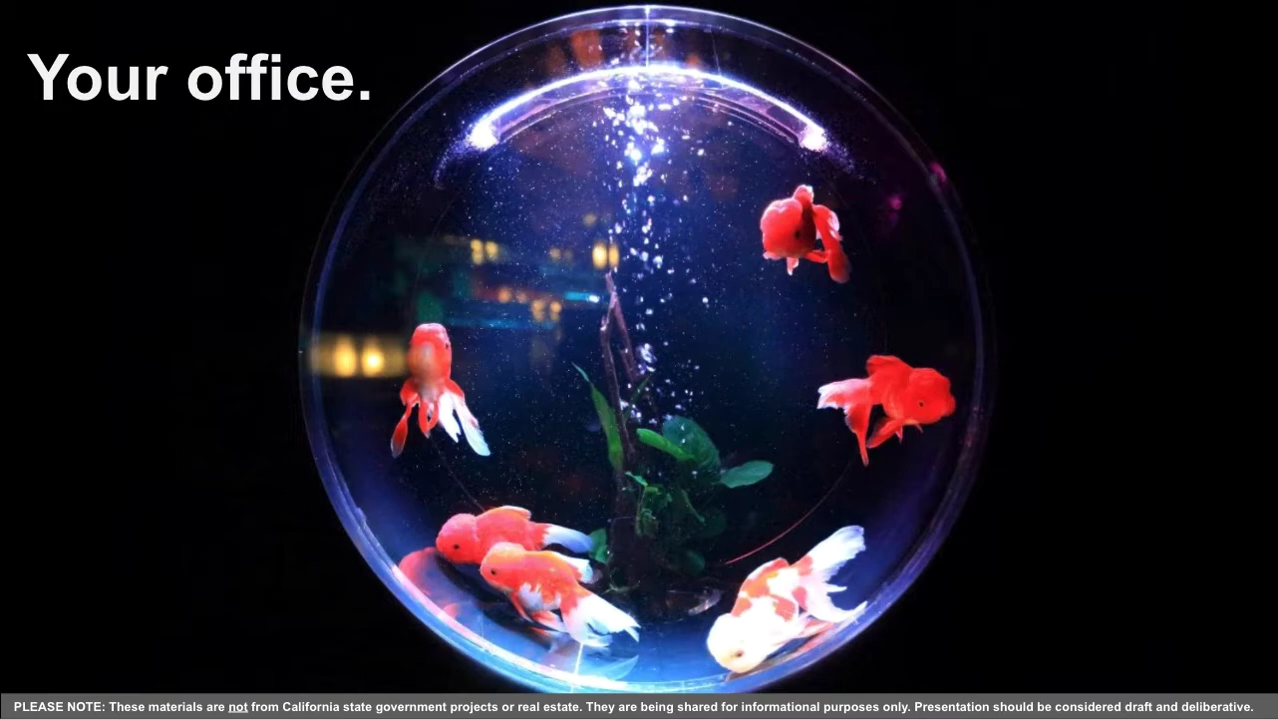 Your office.
PLEASE NOTE: These materials are not from California state government projects or real estate. They are being shared for informational purposes only. Presentation should be considered draft and deliberative.